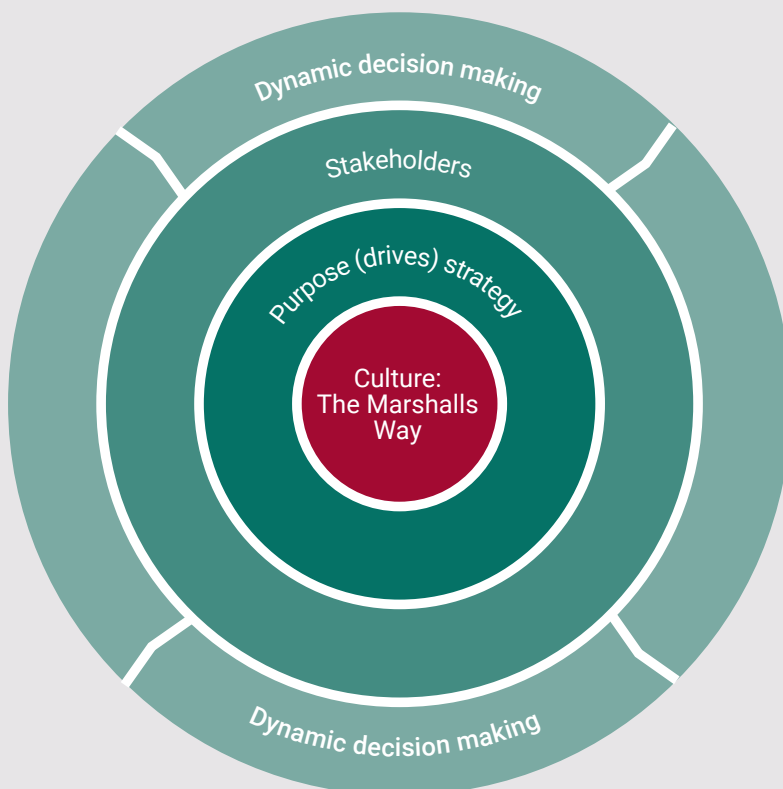 Dynamic decision making
Stakeholders
Purpose (drives) strategy
Culture:
The Marshalls
Way
Dynamic decision making